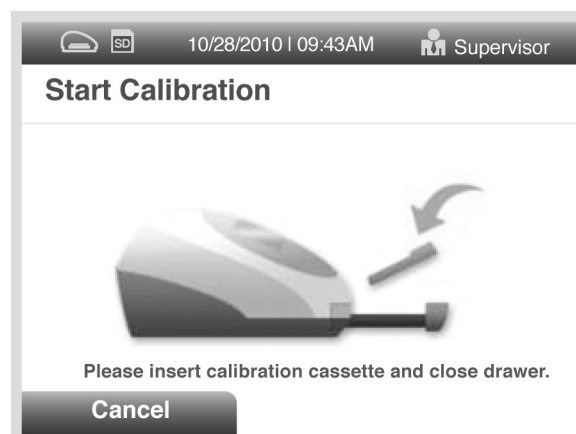 SD 10/28/2010 | 09:43AM Supervisor
Start Calibration
Please insert calibration cassette and close drawer.
Cancel